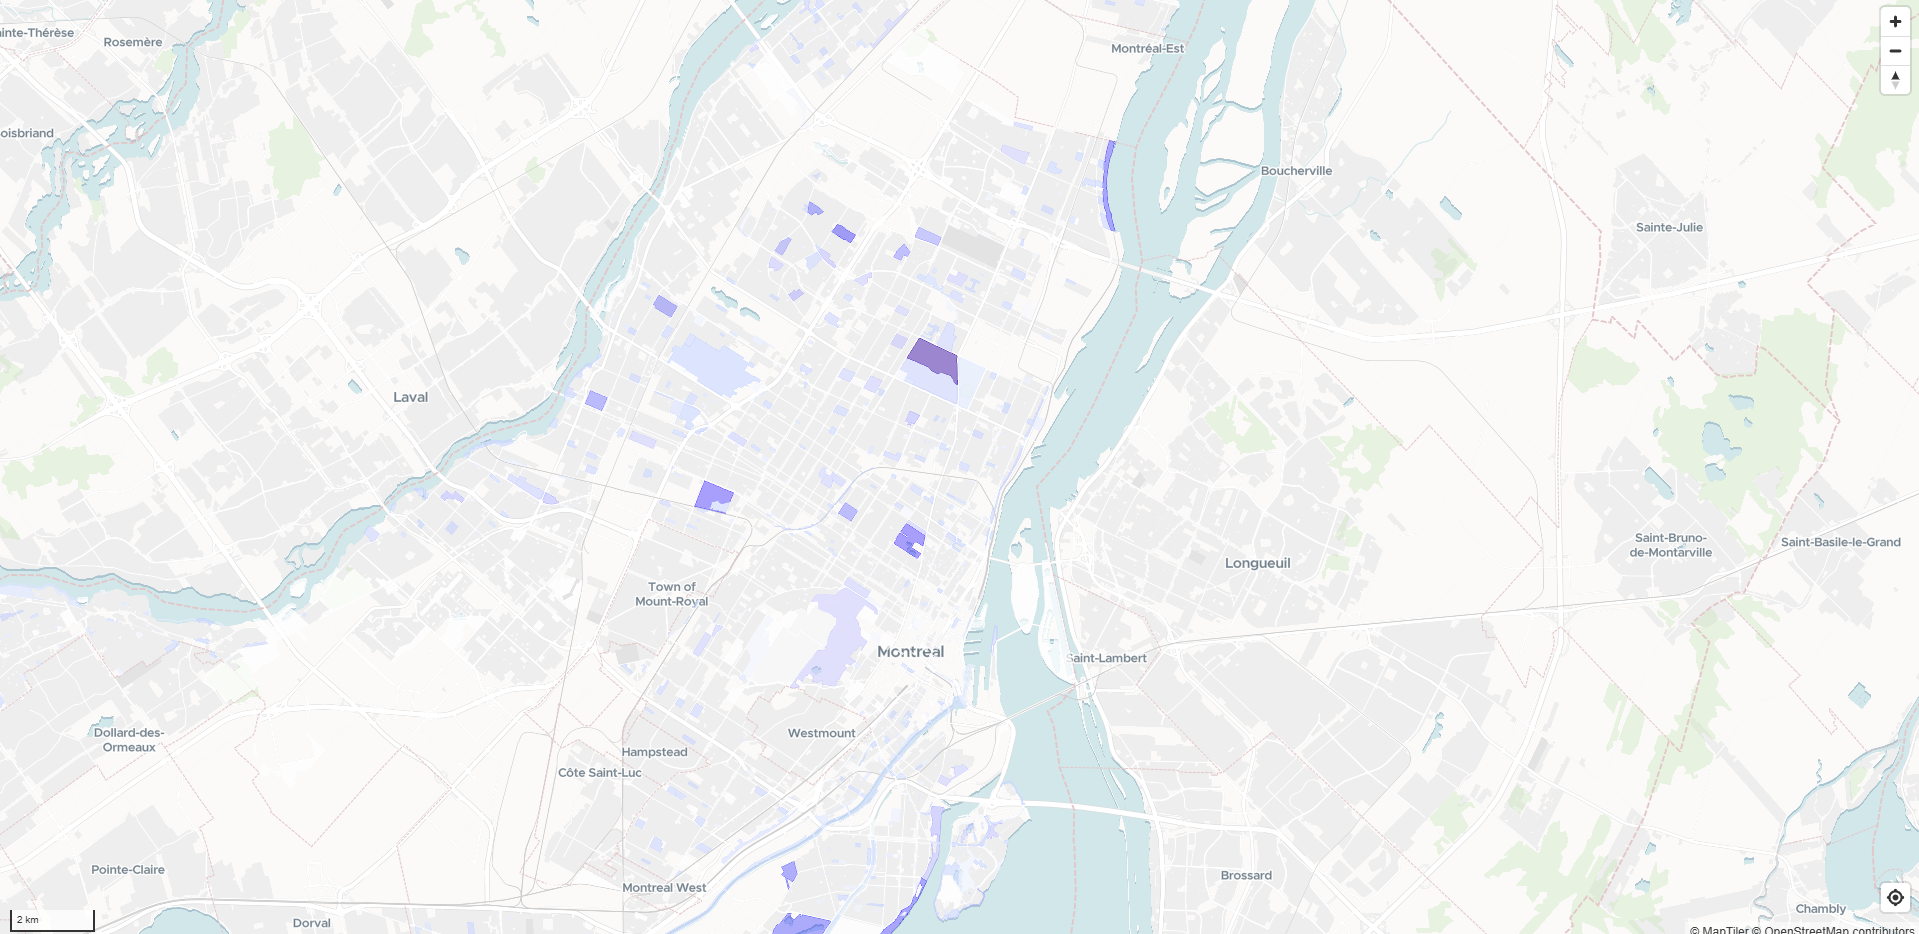 inte-Thérèse
Rosemère
Montréal-Est
oisbriand
Boucherville
Sainte-Julie
Laval
Saint-Bruno-
de-Montarville
Saint-Basile-le-Grand
Longueuil
Town of
Mount-Royal
Montreal
Saint-Lambert
Dollard-des-
Ormeaux
Westmount
Hampstead
Côte Saint-Luc
Pointe-Claire
Montreal West
Brossard
Chambly
Dorval
2 km
© MapTiler © OpenStreetMap contributors